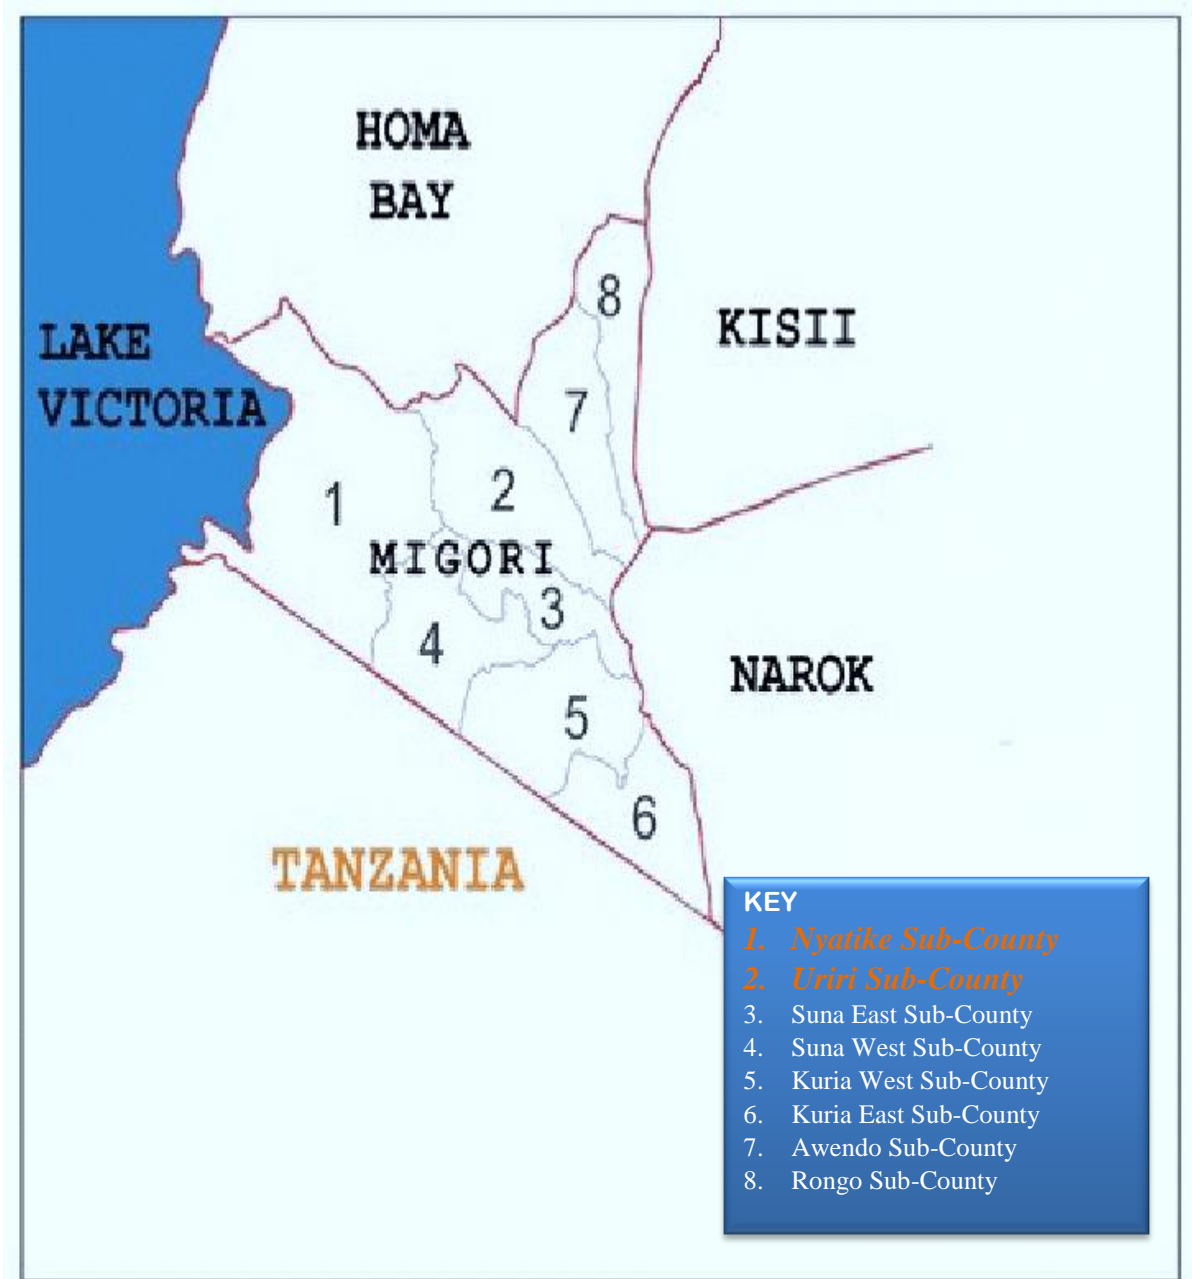 HOMA
BAY
8
KISII
LAKE
VICTORIA
7
1
2
MIGORI
3
4
NAROK
5
6
TANZANIA
KEY
1. Nyatike Sub-County
2. Uriri Sub-County
3. Suna East Sub-County
4. Suna West Sub-County
5. Kuria West Sub-County
6. Kuria East Sub-County
7. Awendo Sub-County
8. Rongo Sub-County